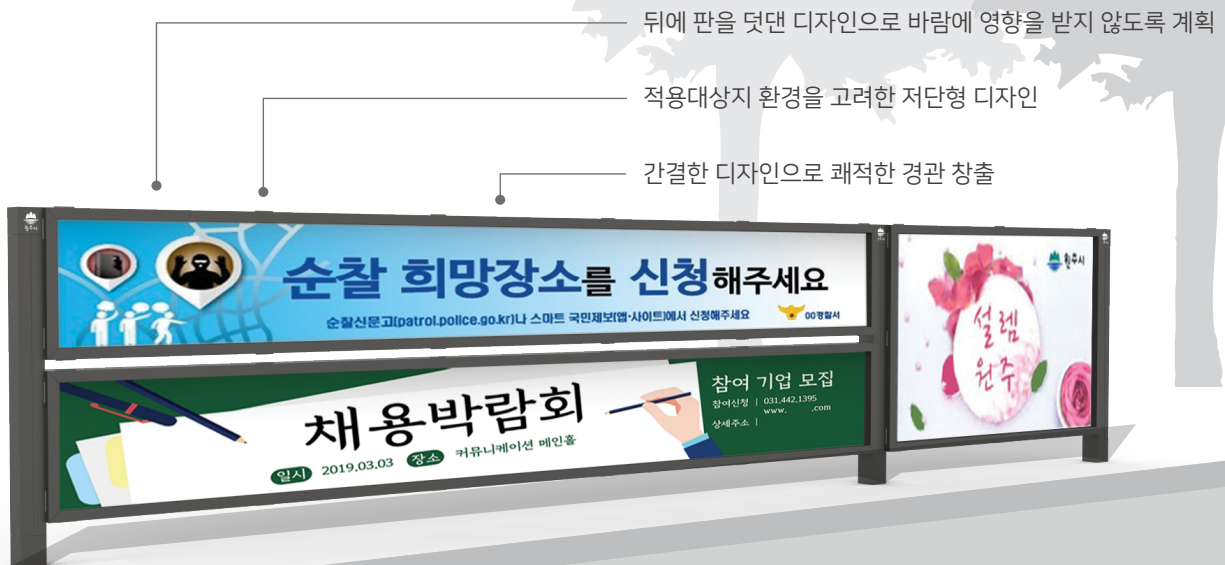 뒤에 판을 덧댄 디자인으로 바람에 영향을 받지 않도록 계획
적용대상지 환경을 고려한 저단형 디자인
간결한 디자인으로 쾌적한 경관 창출
원주시
순찰 희망장소를 신청해주세요
순찰신문고(patrol.police.go.kr)나 스마트 국민제보(앱·사이트)에서 신청해주세요
00경찰서
채용박람회
일시 2019.03.03 장소 커뮤니케이션 메인홀
참여 기업 모집
참여신청 | 031.442.1395
www. .com
상세주소 |
원주시
설렘
원주